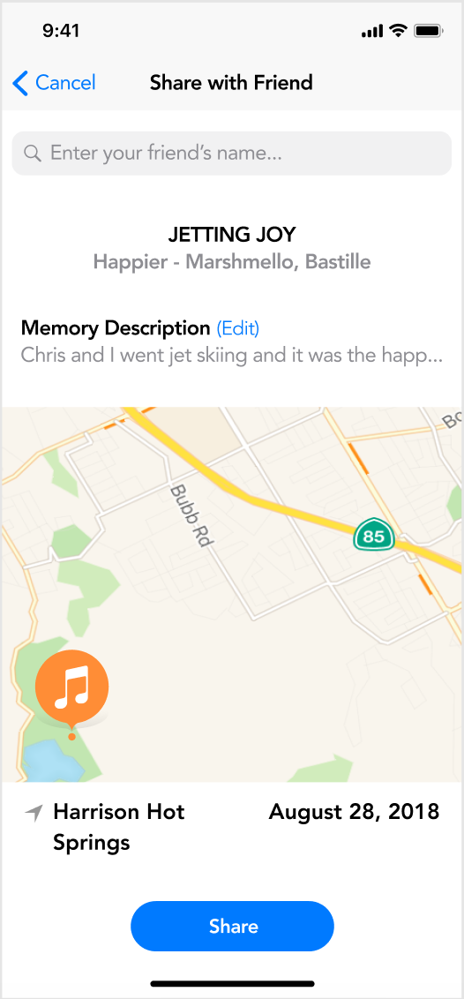 9:41
Cancel
Share with Friend
Enter your friend's name...
JETTING JOY
Happier - Marshmello, Bastille
Memory Description (Edit)
Chris and I went jet skiing and it was the happ...
Bubb Rd
85
Harrison Hot
Springs
August 28, 2018
Share